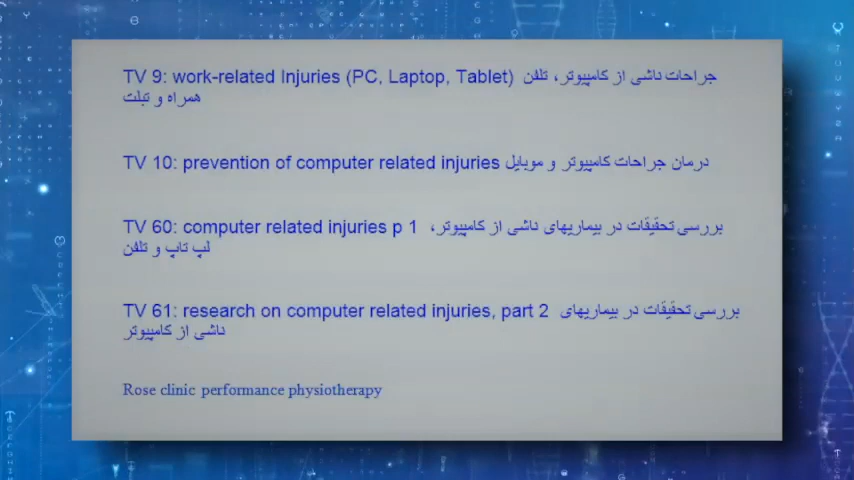 TV 9: work-related Injuries (PC, Laptop, Tablet) جراحات ناشی از کامپیوتر، تلفن
همراه و تبلت
TV 10: prevention of computer related injuries درمان جراحات کامپیوتر و موبایل
TV 60: computer related injuries p 1 بررسی تحقیقات در بیماریهای ناشی از کامپیوتر،
لپ تاپ و تلفن
TV 61: research on computer related injuries, part 2 بررسی تحقیقات در بیماریهای
ناشی از کامپیوتر
Rose clinic performance physiotherapy